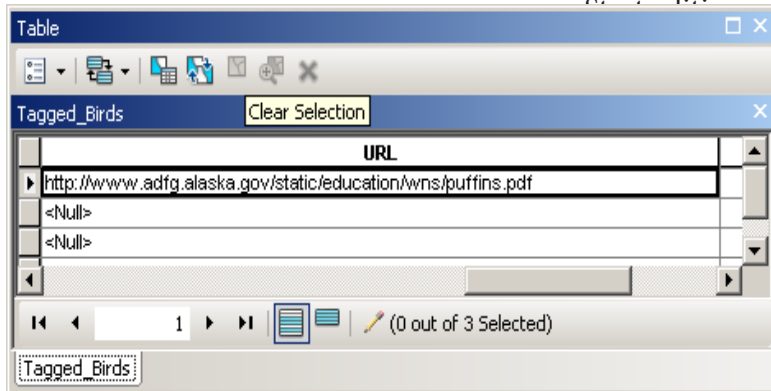 Table
Tagged_Birds
Clear Selection
URL
http://www.adfg.alaska.gov/static/education/wns/puffins.pdf
<Null>
<Null>
1
(0 out of 3 Selected)
Tagged_Birds